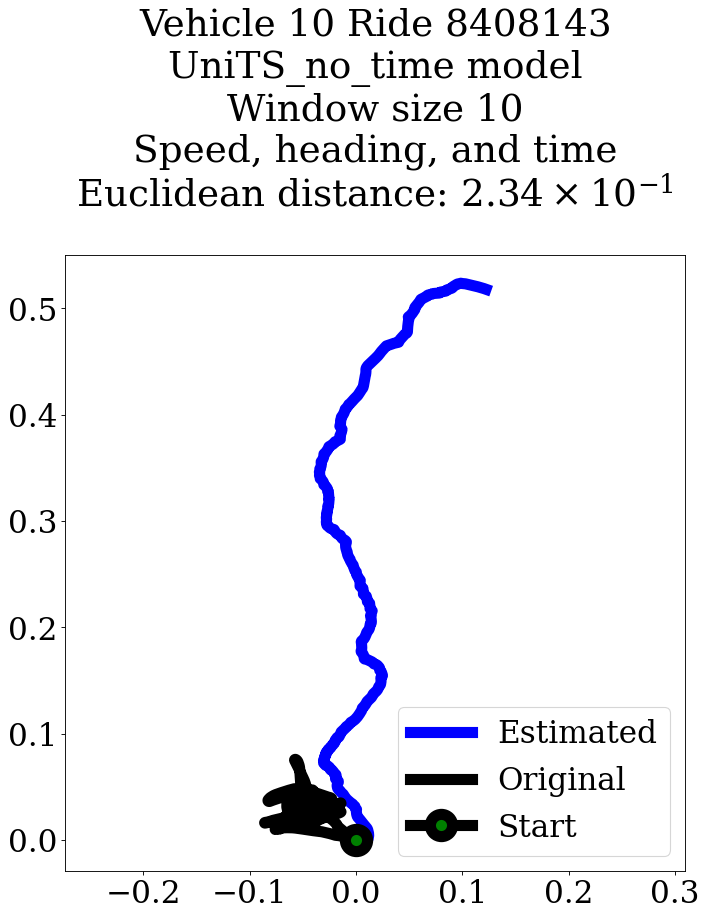 Vehicle 10 Ride 8408143
UniTS_no_time model
Window size 10
Speed, heading, and time
Euclidean distance: 2.34 × 10⁻¹
0.5
0.4
0.3
0.2
0.1
0.0
Estimated
Original
Start
−0.2 −0.1 0.0 0.1 0.2 0.3